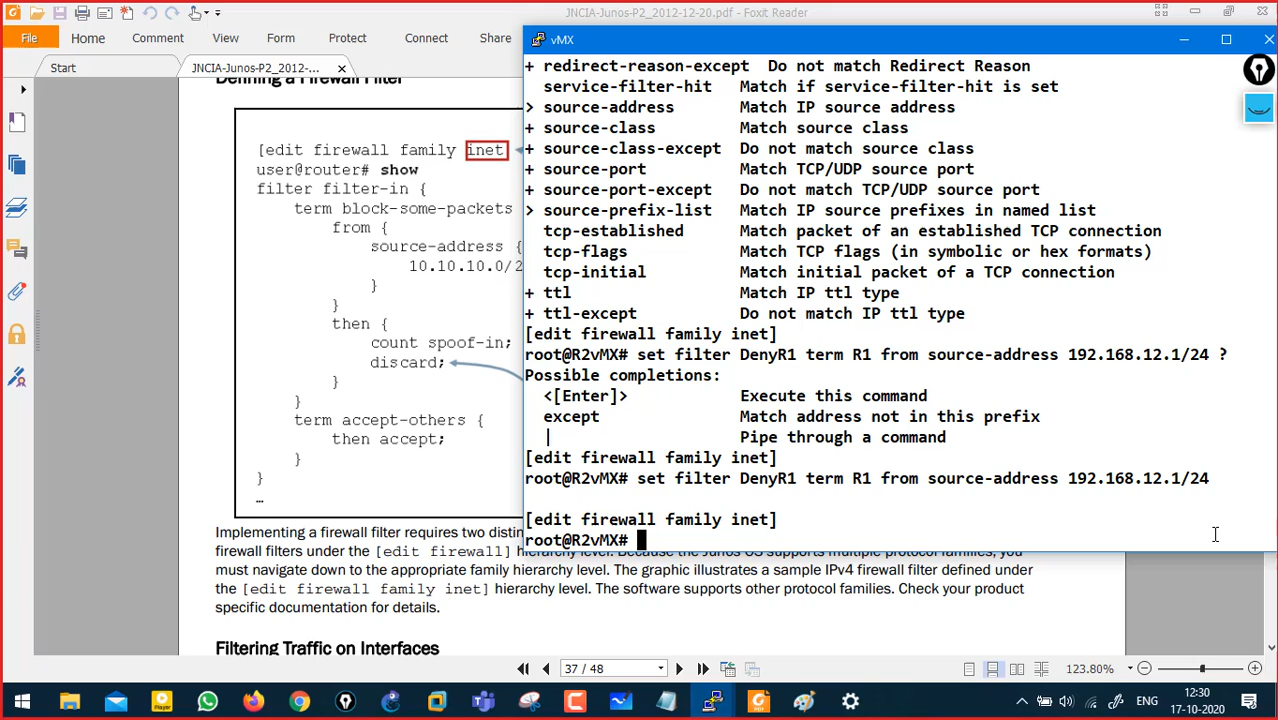 JNCIA-Junos-P2_2012-12-20.pdf - Foxit Reader
File Home Comment View Form Protect Connect Share
Start JNCIA-Junos-P2_2012-...
Defining a Firewall Filter
[edit firewall family inet
user@router# show
filter filter-in {
term block-some-packets
from {
source-address {
10.10.10.0/2
}
}
then {
count spoof-in;
discard;
}
}
term accept-others {
then accept;
}
}
…
Implementing a firewall filter requires two distin
firewall filters under the [edit firewall] hierarchy level. Because the Junos OS supports multiple protocol families, you
must navigate down to the appropriate family hierarchy level. The graphic illustrates a sample IPv4 firewall filter defined under
the [edit firewall family inet] hierarchy level. The software supports other protocol families. Check your product
specific documentation for details.
Filtering Traffic on Interfaces
vMX
+ redirect-reason-except Do not match Redirect Reason
service-filter-hit Match if service-filter-hit is set
> source-address Match IP source address
+ source-class Match source class
+ source-class-except Do not match source class
+ source-port Match TCP/UDP source port
+ source-port-except Do not match TCP/UDP source port
> source-prefix-list Match IP source prefixes in named list
tcp-established Match packet of an established TCP connection
tcp-flags Match TCP flags (in symbolic or hex formats)
tcp-initial Match initial packet of a TCP connection
+ ttl Match IP ttl type
+ ttl-except Do not match IP ttl type
[edit firewall family inet]
root@R2vMX# set filter DenyR1 term R1 from source-address 192.168.12.1/24 ?
Possible completions:
<[Enter]> Execute this command
except Match address not in this prefix
| Pipe through a command
[edit firewall family inet]
root@R2vMX# set filter DenyR1 term R1 from source-address 192.168.12.1/24
[edit firewall family inet]
root@R2vMX#
37 / 48
123.80%
Player
ENG
12:30
17-10-2020